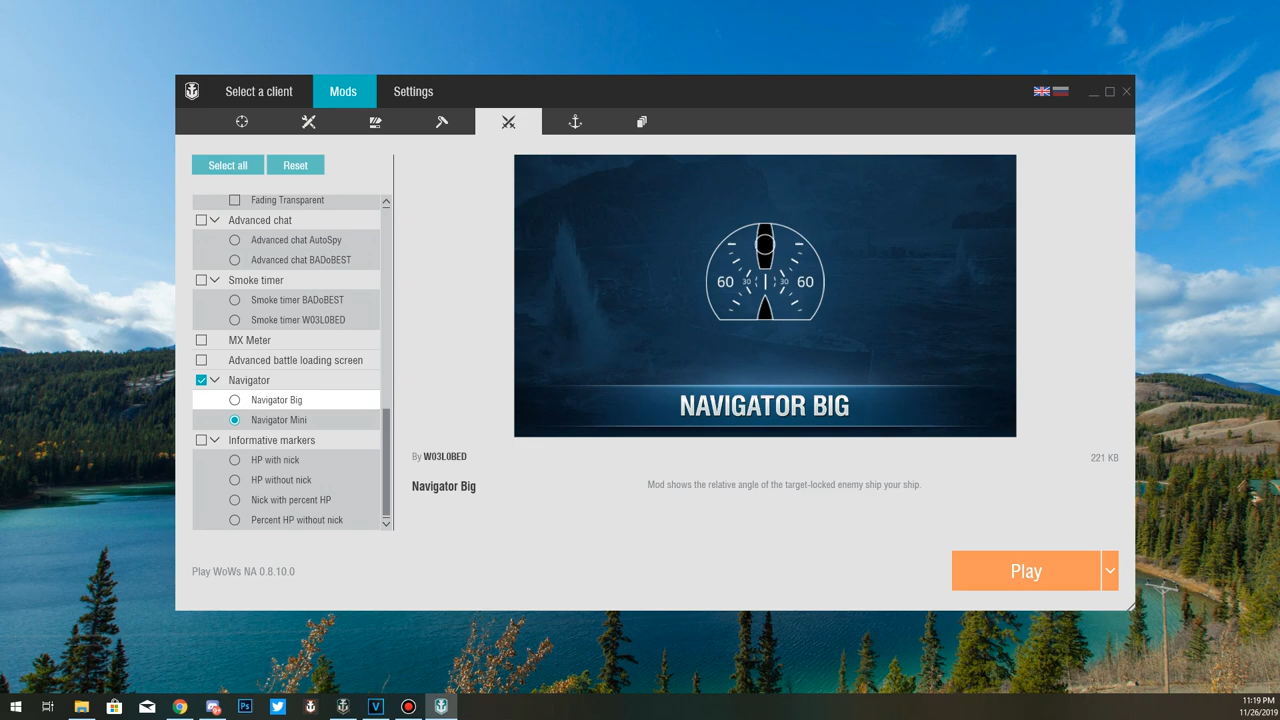 Select a client
Mods
Settings
Select all
Reset
Fading Transparent
Advanced chat
Advanced chat AutoSpy
Advanced chat BADoBEST
Smoke timer
Smoke timer BADoBEST
Smoke timer W03L0BED
MX Meter
Advanced battle loading screen
Navigator
Navigator Big
Navigator Mini
Informative markers
HP with nick
HP without nick
Nick with percent HP
Percent HP without nick
60 30 30 60
NAVIGATOR BIG
By W03L0BED
221 KB
Navigator Big
Mod shows the relative angle of the target-locked enemy ship your ship.
Play WoWs NA 0.8.10.0
Play
Ps
V
11:19 PM
11/26/2019